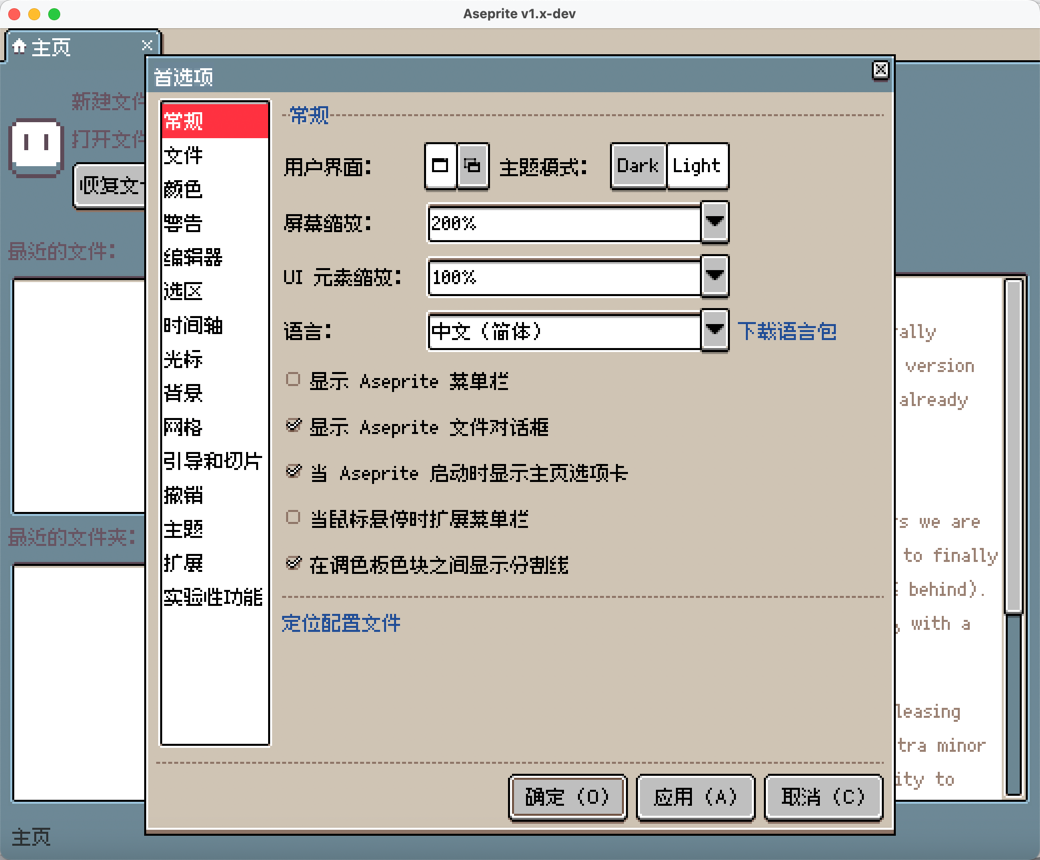 Aseprite v1.x-dev
主页
首选项
新建文件
打开文件
恢复文
最近的文件：
最近的文件夹：
常规
文件
颜色
警告
编辑器
选区
时间轴
光标
背景
网格
引导和切片
撤销
主题
扩展
实验性功能
常规
用户界面： 主题模式： Dark Light
屏幕缩放： 200%
UI 元素缩放： 100%
语言： 中文（简体） 下载语言包
显示 Aseprite 菜单栏
显示 Aseprite 文件对话框
当 Aseprite 启动时显示主页选项卡
当鼠标悬停时扩展菜单栏
在调色板色块之间显示分割线
定位配置文件
version
already
we are
to finally
behind).
with a
minor
to
确定 (O) 应用 (A) 取消 (C)
主页